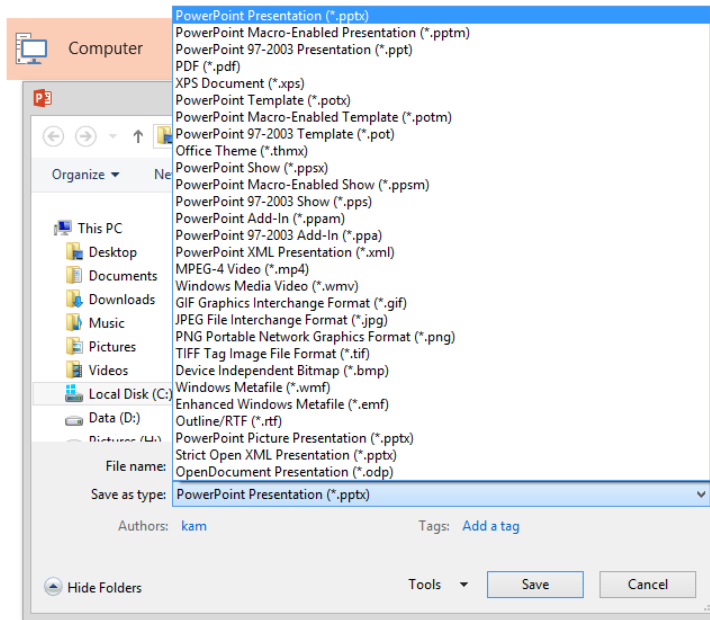 PowerPoint Presentation (*.pptx)
PowerPoint Macro-Enabled Presentation (*.pptm)
Computer
PowerPoint 97-2003 Presentation (*.ppt)
PDF (*.pdf)
XPS Document (*.xps)
PowerPoint Template (*.potx)
PowerPoint Macro-Enabled Template (*.potm)
PowerPoint 97-2003 Template (*.pot)
Office Theme (*.thmx)
Organize
PowerPoint Show (*.ppsx)
PowerPoint Macro-Enabled Show (*.ppsm)
PowerPoint 97-2003 Show (*.pps)
PowerPoint Add-In (*.ppam)
This PC
PowerPoint 97-2003 Add-In (*.ppa)
Desktop
PowerPoint XML Presentation (*.xml)
Documents
MPEG-4 Video (*.mp4)
Windows Media Video (*.wmv)
Downloads
GIF Graphics Interchange Format (*.gif)
Music
JPEG File Interchange Format (*.jpg)
PNG Portable Network Graphics Format (*.png)
Pictures
TIFF Tag Image File Format (*.tif)
Videos
Device Independent Bitmap (*.bmp)
Local Disk (C:)
Windows Metafile (*.wmf)
Enhanced Windows Metafile (*.emf)
Data (D:)
Outline/RTF (*.rtf)
PowerPoint Picture Presentation (*.pptx)
Strict Open XML Presentation (*.pptx)
File name:
OpenDocument Presentation (*.odp)
Save as type: PowerPoint Presentation (*.pptx)
Authors: kam Tags: Add a tag
Hide Folders Tools Save Cancel